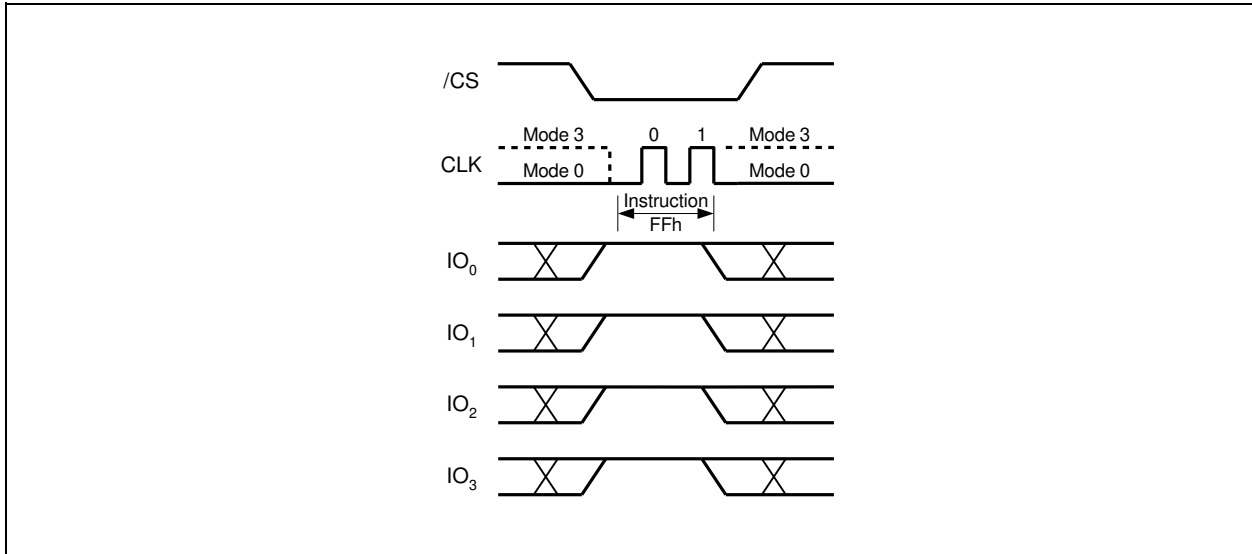 /CS
Mode 3 0 1 Mode 3
CLK
Mode 0 Mode 0
Instruction
FFh
IO0
IO1
IO2
IO3